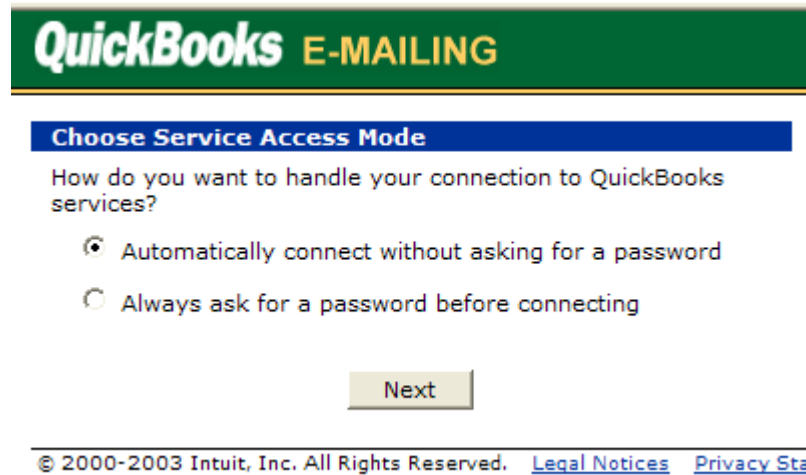 QuickBooks E-MAILING
Choose Service Access Mode
How do you want to handle your connection to QuickBooks
services?
Automatically connect without asking for a password
Always ask for a password before connecting
Next
© 2000-2003 Intuit, Inc. All Rights Reserved. Legal Notices Privacy